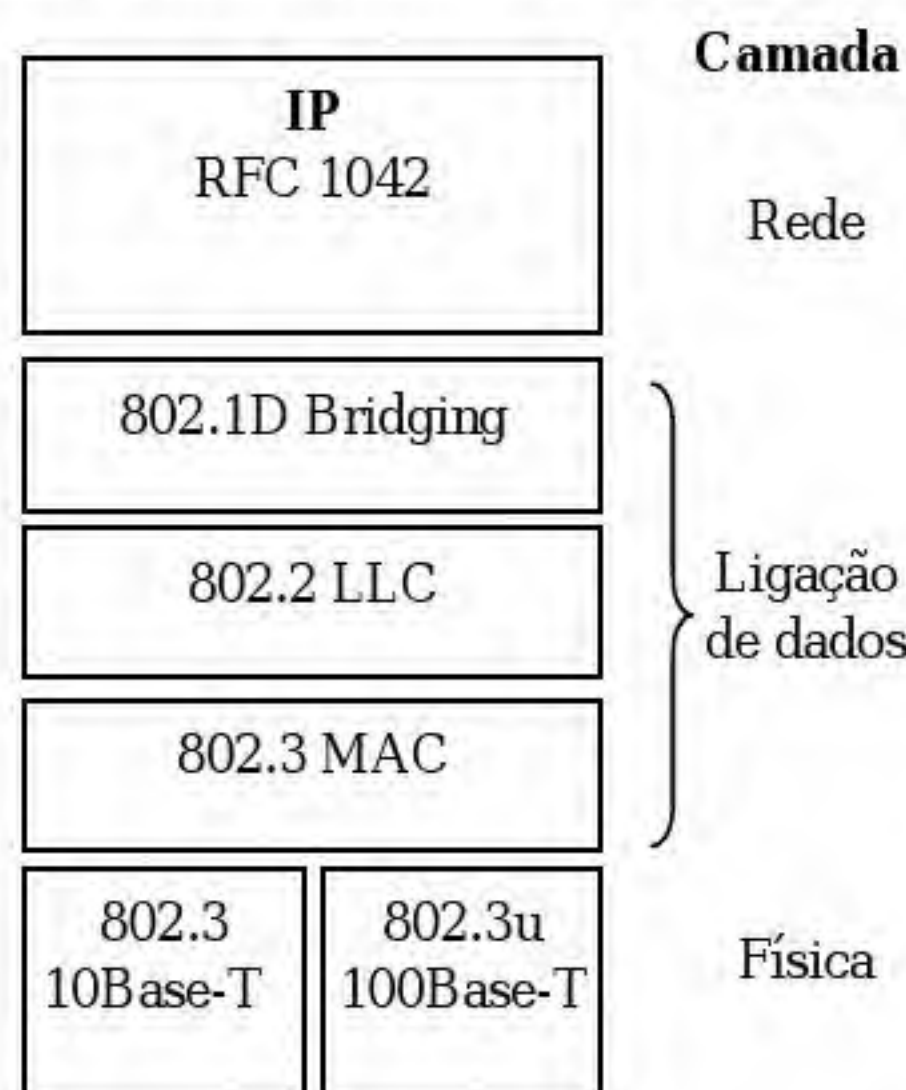 Camada
IP
RFC 1042
Rede
802.1D Bridging
802.2 LLC
Ligação
de dados
802.3 MAC
802.3
10Base-T
802.3u
100Base-T
Física